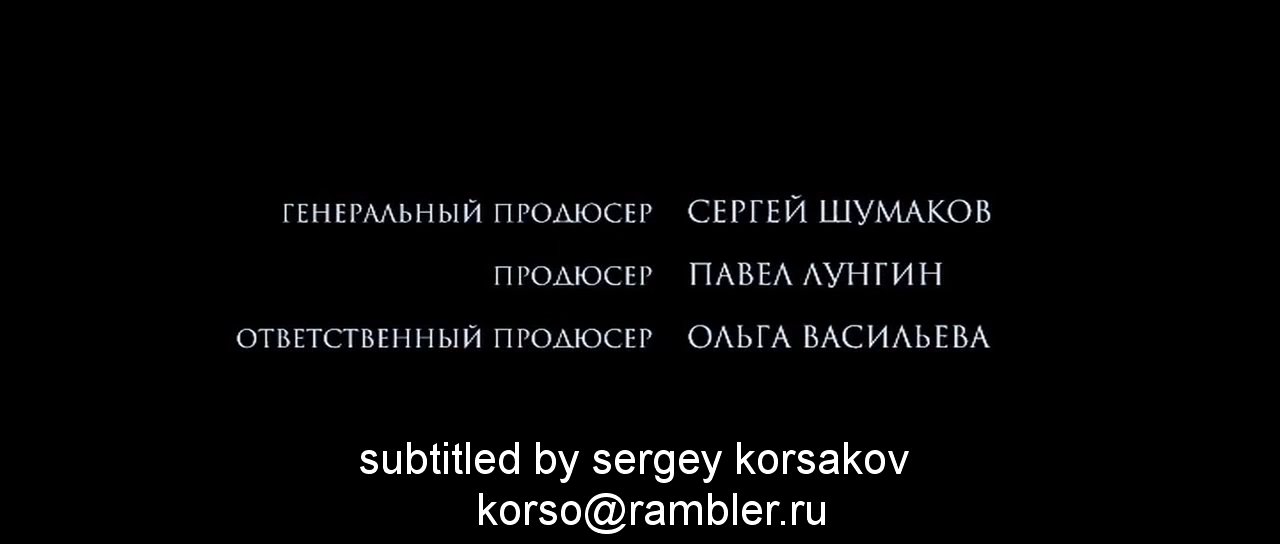 ГЕНЕРАЛЬНЫЙ ПРОДЮСЕР СЕРГЕЙ ШУМАКОВ
ПРОДЮСЕР ПАВЕЛ ЛУНГИН
ОТВЕТСТВЕННЫЙ ПРОДЮСЕР ОЛЬГА ВАСИЛЬЕВА
subtitled by sergey korsakov
korso@rambler.ru